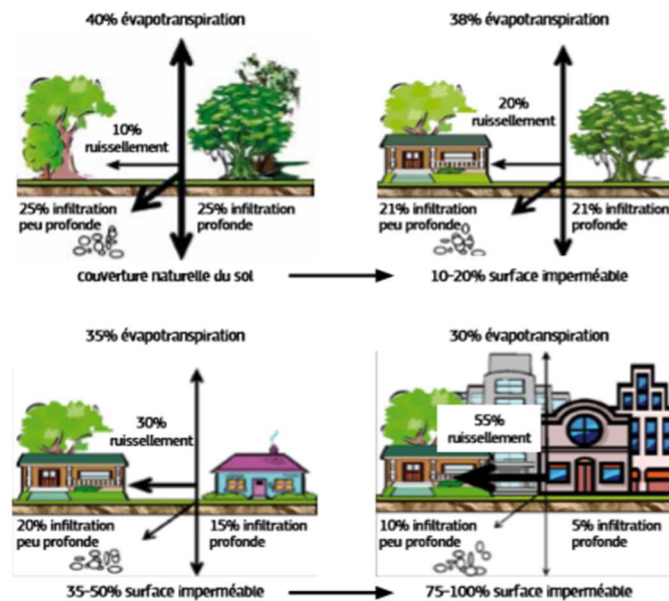 40% évapotranspiration
10%
ruissellement
25% infiltration
peu profonde
25% infiltration
profonde
couverture naturelle du sol
38% évapotranspiration
20%
ruissellement
21% infiltration
peu profonde
21% infiltration
profonde
10-20% surface imperméable
35% évapotranspiration
30%
ruissellement
20% infiltration
peu profonde
15% infiltration
profonde
35-50% surface imperméable
30% évapotranspiration
55%
ruissellement
10% infiltration
peu profonde
5% infiltration
profonde
75-100% surface imperméable